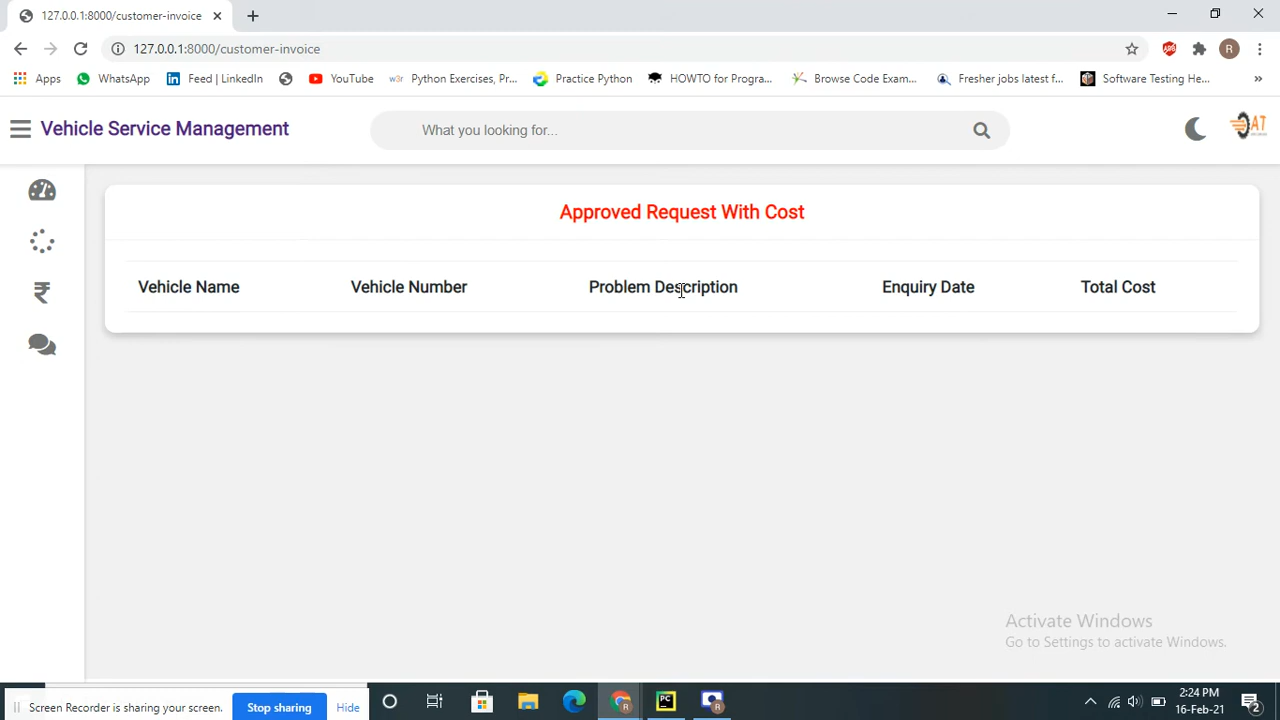 127.0.0.1:8000/customer-invoice
127.0.0.1:8000/customer-invoice
R
Apps
WhatsApp
Feed | LinkedIn
YouTube
w3r
Python Exercises, Pr...
Practice Python
HOWTO for Progra...
Browse Code Exam...
Fresher jobs latest f...
Software Testing He...
Vehicle Service Management
What you looking for...
AT
Approved Request With Cost
Vehicle Name Vehicle Number Problem Description Enquiry Date Total Cost
Activate Windows
Go to Settings to activate Windows.
Screen Recorder is sharing your screen.
Stop sharing
Hide
PC
2:24 PM
16-Feb-21
2